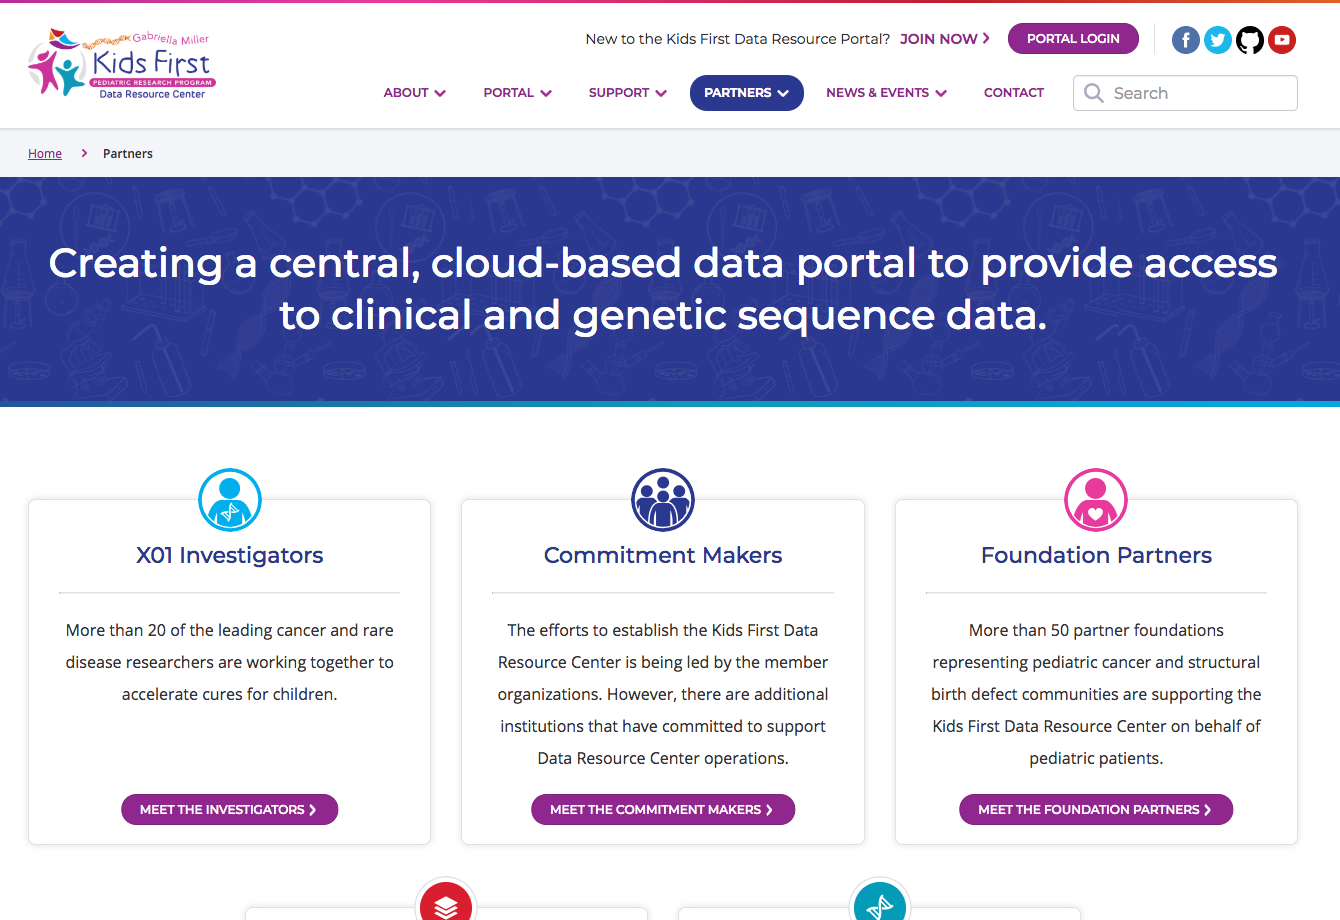 Gabriella Miller
Kids First
PEDIATRIC RESEARCH PROGRAM
Data Resource Center
New to the Kids First Data Resource Portal? JOIN NOW
PORTAL LOGIN
ABOUT
PORTAL
SUPPORT
PARTNERS
NEWS & EVENTS
CONTACT
Search
Home
Partners
Creating a central, cloud-based data portal to provide access
to clinical and genetic sequence data.
X01 Investigators
More than 20 of the leading cancer and rare
disease researchers are working together to
accelerate cures for children.
MEET THE INVESTIGATORS
Commitment Makers
The efforts to establish the Kids First Data
Resource Center is being led by the member
organizations. However, there are additional
institutions that have committed to support
Data Resource Center operations.
MEET THE COMMITMENT MAKERS
Foundation Partners
More than 50 partner foundations
representing pediatric cancer and structural
birth defect communities are supporting the
Kids First Data Resource Center on behalf of
pediatric patients.
MEET THE FOUNDATION PARTNERS